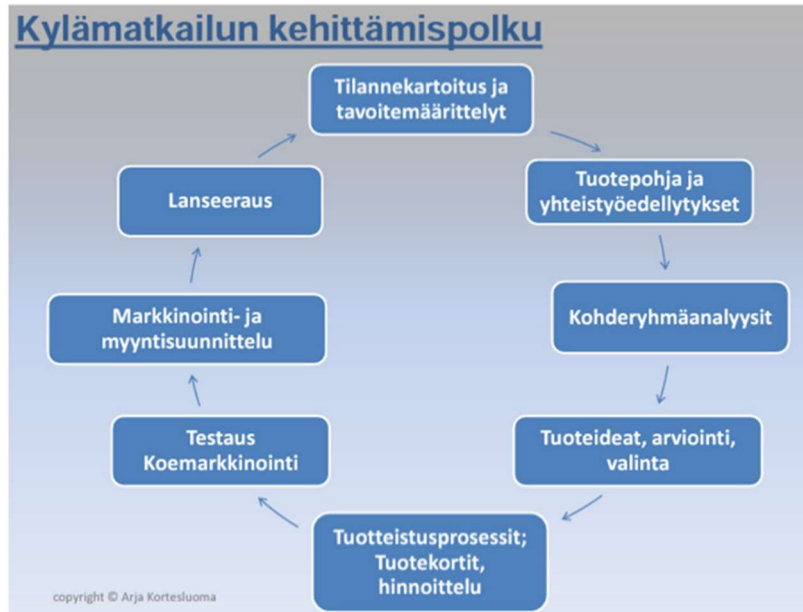 Kylämatkailun kehittämispolku
Tilannekartoitus ja
tavoitemäärittelyt
Tuotepohja ja
yhteistyöedellytykset
Kohderyhmäanalyysit
Tuoteideat, arviointi,
valinta
Tuotteistusprosessit;
Tuotekortit,
hinnoittelu
Testaus
Koemarkkinointi
Markkinointi- ja
myyntisuunnittelu
Lanseeraus
copyright © Arja Kortesluoma